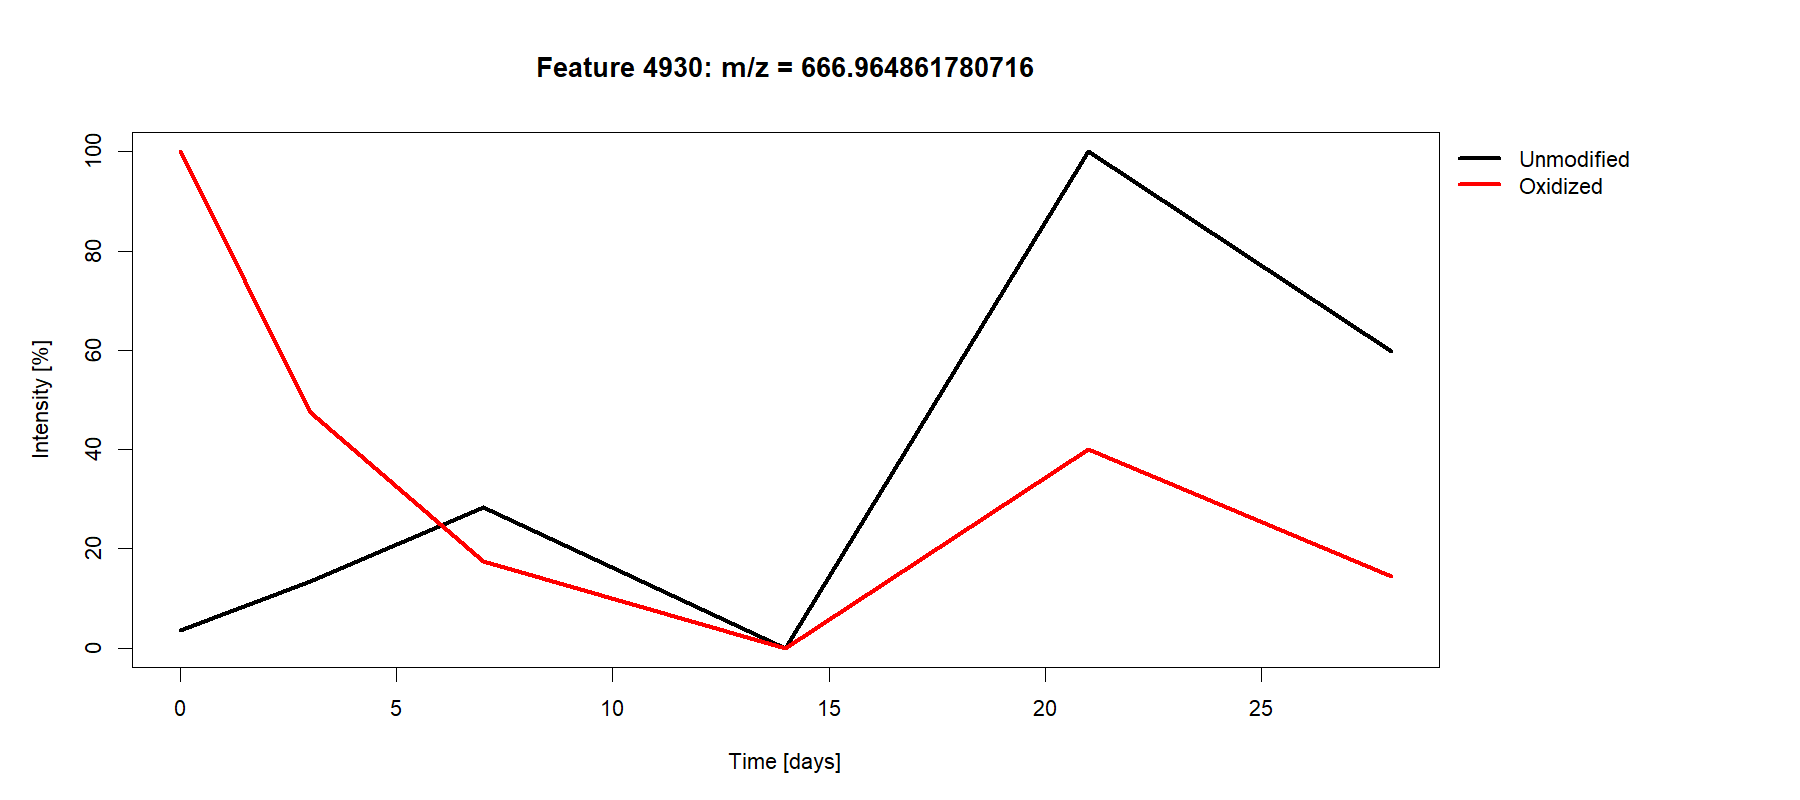 Feature 4930: m/z = 666.964861780716
Unmodified
Oxidized
Intensity [%]
100
80
60
40
20
0
0 5 10 15 20 25
Time [days]